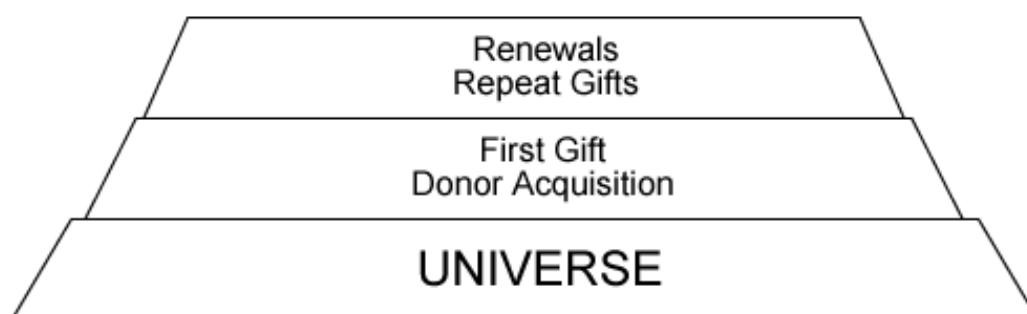 Renewals
Repeat Gifts
First Gift
Donor Acquisition
UNIVERSE